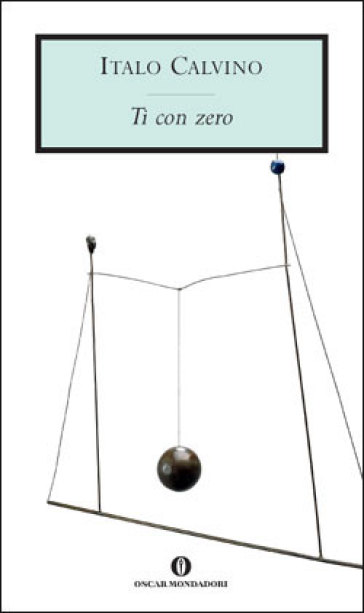 ITALO CALVINO
Ti con zero
OSCAR MONDADORI